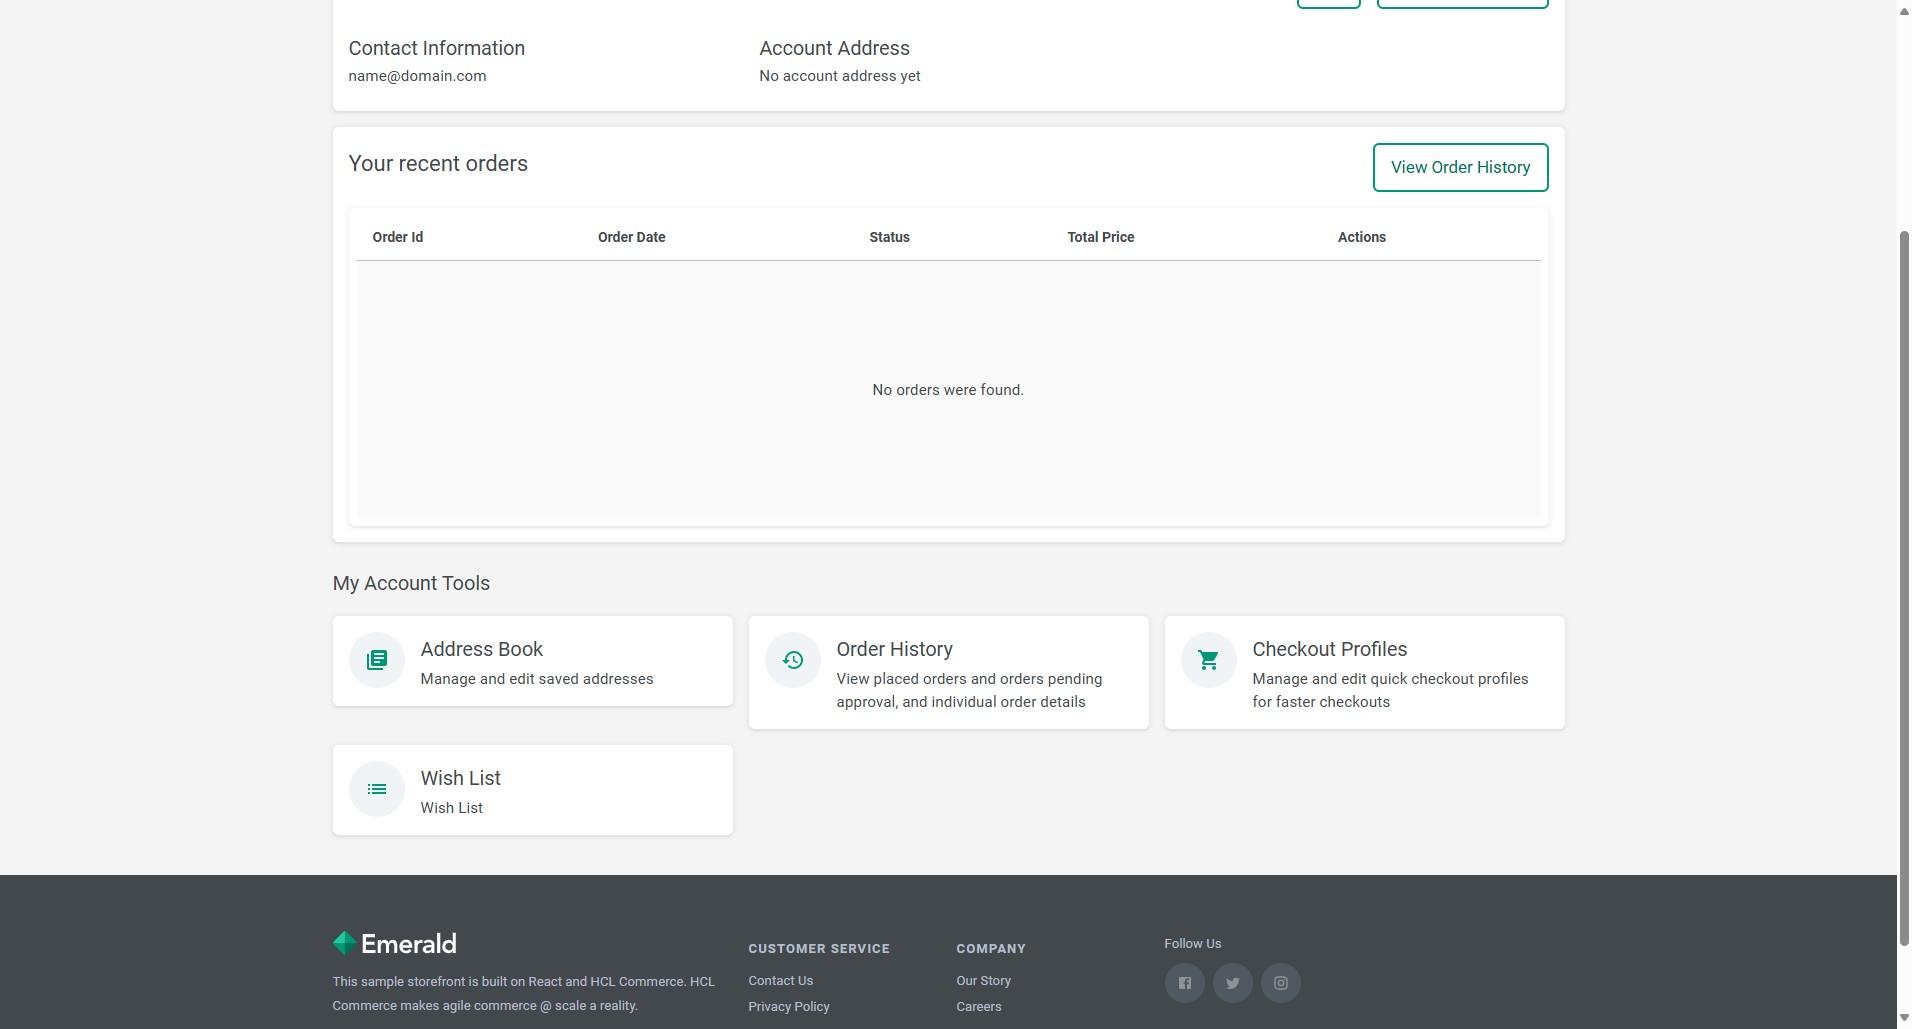 Contact Information
name@domain.com
Account Address
No account address yet
Your recent orders
View Order History
Order Id
Order Date
Status
Total Price
Actions
No orders were found.
My Account Tools
Address Book
Manage and edit saved addresses
Order History
View placed orders and orders pending
approval, and individual order details
Checkout Profiles
Manage and edit quick checkout profiles
for faster checkouts
Wish List
Wish List
Emerald
This sample storefront is built on React and HCL Commerce. HCL
Commerce makes agile commerce @ scale a reality.
CUSTOMER SERVICE
Contact Us
Privacy Policy
COMPANY
Our Story
Careers
Follow Us